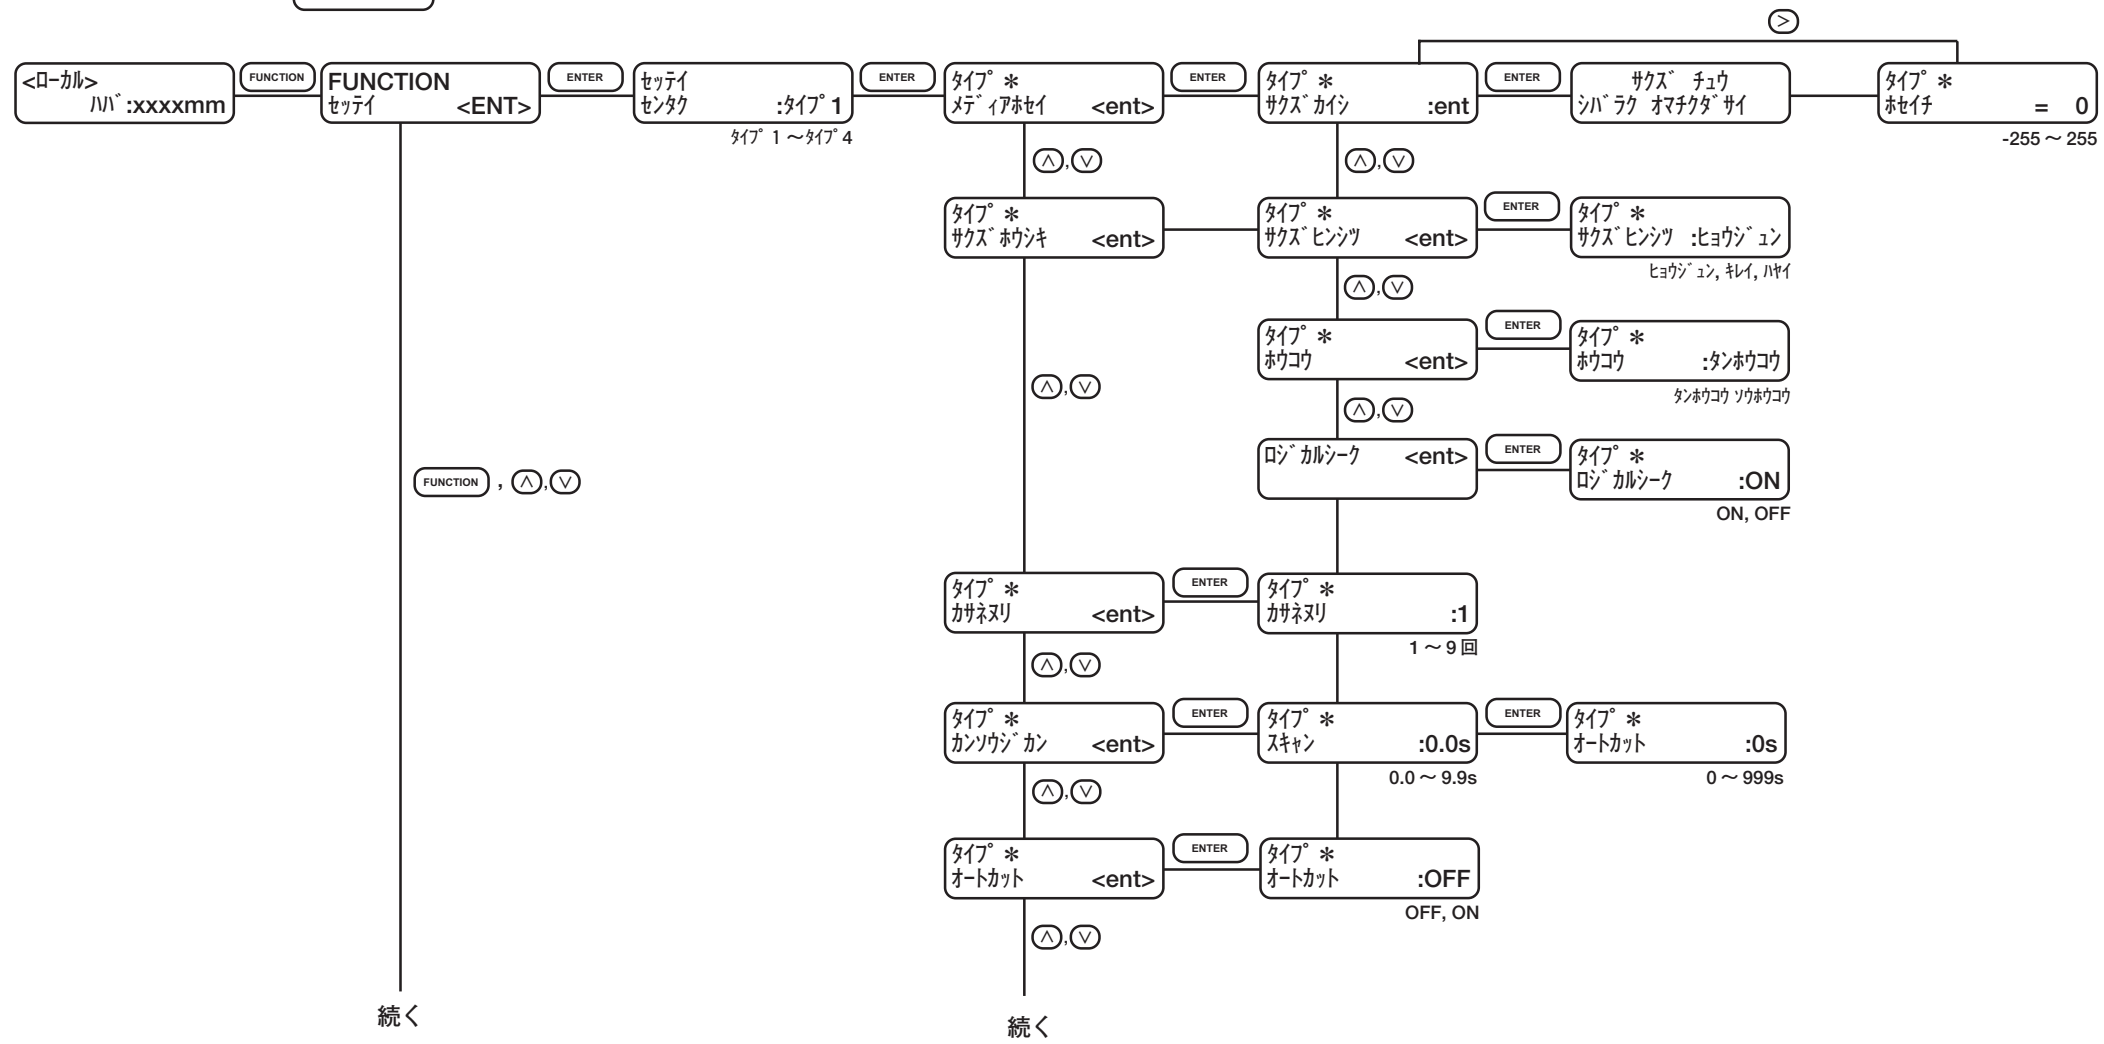 >
<ﾛｰｶﾙ>
ﾊﾊﾞ:xxxxmm
FUNCTION
FUNCTION
ｾｯﾃｲ <ENT>
ENTER
ｾｯﾃｲ
ｾﾝﾀｸ :ﾀｲﾌﾟ1
ﾀｲﾌﾟ 1 ～ﾀｲﾌﾟ 4
ENTER
ﾀｲﾌﾟ ＊
ﾒﾃﾞｨｱﾎｾｲ <ent>
ENTER
ﾀｲﾌﾟ ＊
ｻｸｽﾞｶｲｼ :ent
ENTER
ｻｸｽﾞ ﾁｭｳ
ｼﾊﾞﾗｸ ｵﾏﾁｸﾀﾞｻｲ
ﾀｲﾌﾟ ＊
ﾎｾｲﾁ = 0
-255 ～ 255
∧,∨
∧,∨
ﾀｲﾌﾟ ＊
ｻｸｽﾞﾎｳｼｷ <ent>
ﾀｲﾌﾟ ＊
ｻｸｽﾞﾋﾝｼﾂ <ent>
ENTER
ﾀｲﾌﾟ ＊
ｻｸｽﾞﾋﾝｼﾂ :ﾋｮｳｼﾞｭﾝ
ﾋｮｳｼﾞｭﾝ, ｷﾚｲ, ﾊﾔｲ
∧,∨
ﾀｲﾌﾟ ＊
ﾎｳｺｳ <ent>
ENTER
ﾀｲﾌﾟ ＊
ﾎｳｺｳ :ﾀﾝﾎｳｺｳ
ﾀﾝﾎｳｺｳ ｿｳﾎｳｺｳ
∧,∨
∧,∨
ﾛｼﾞｶﾙｼｰｸ <ent>
ENTER
ﾀｲﾌﾟ ＊
ﾛｼﾞｶﾙｼｰｸ :ON
ON, OFF
FUNCTION , ∧,∨
ﾀｲﾌﾟ ＊
ｶｻﾈﾇﾘ <ent>
ENTER
ﾀｲﾌﾟ ＊
ｶｻﾈﾇﾘ :1
1 ～ 9 回
∧,∨
ﾀｲﾌﾟ ＊
ｶﾝｿｳｼﾞｶﾝ <ent>
ENTER
ﾀｲﾌﾟ ＊
ｽｷｬﾝ :0.0s
0.0 ～ 9.9s
ENTER
ﾀｲﾌﾟ ＊
ｵｰﾄｶｯﾄ :0s
0 ～ 999s
∧,∨
ﾀｲﾌﾟ ＊
ｵｰﾄｶｯﾄ <ent>
ENTER
ﾀｲﾌﾟ ＊
ｵｰﾄｶｯﾄ :OFF
OFF, ON
∧,∨
続く
続く